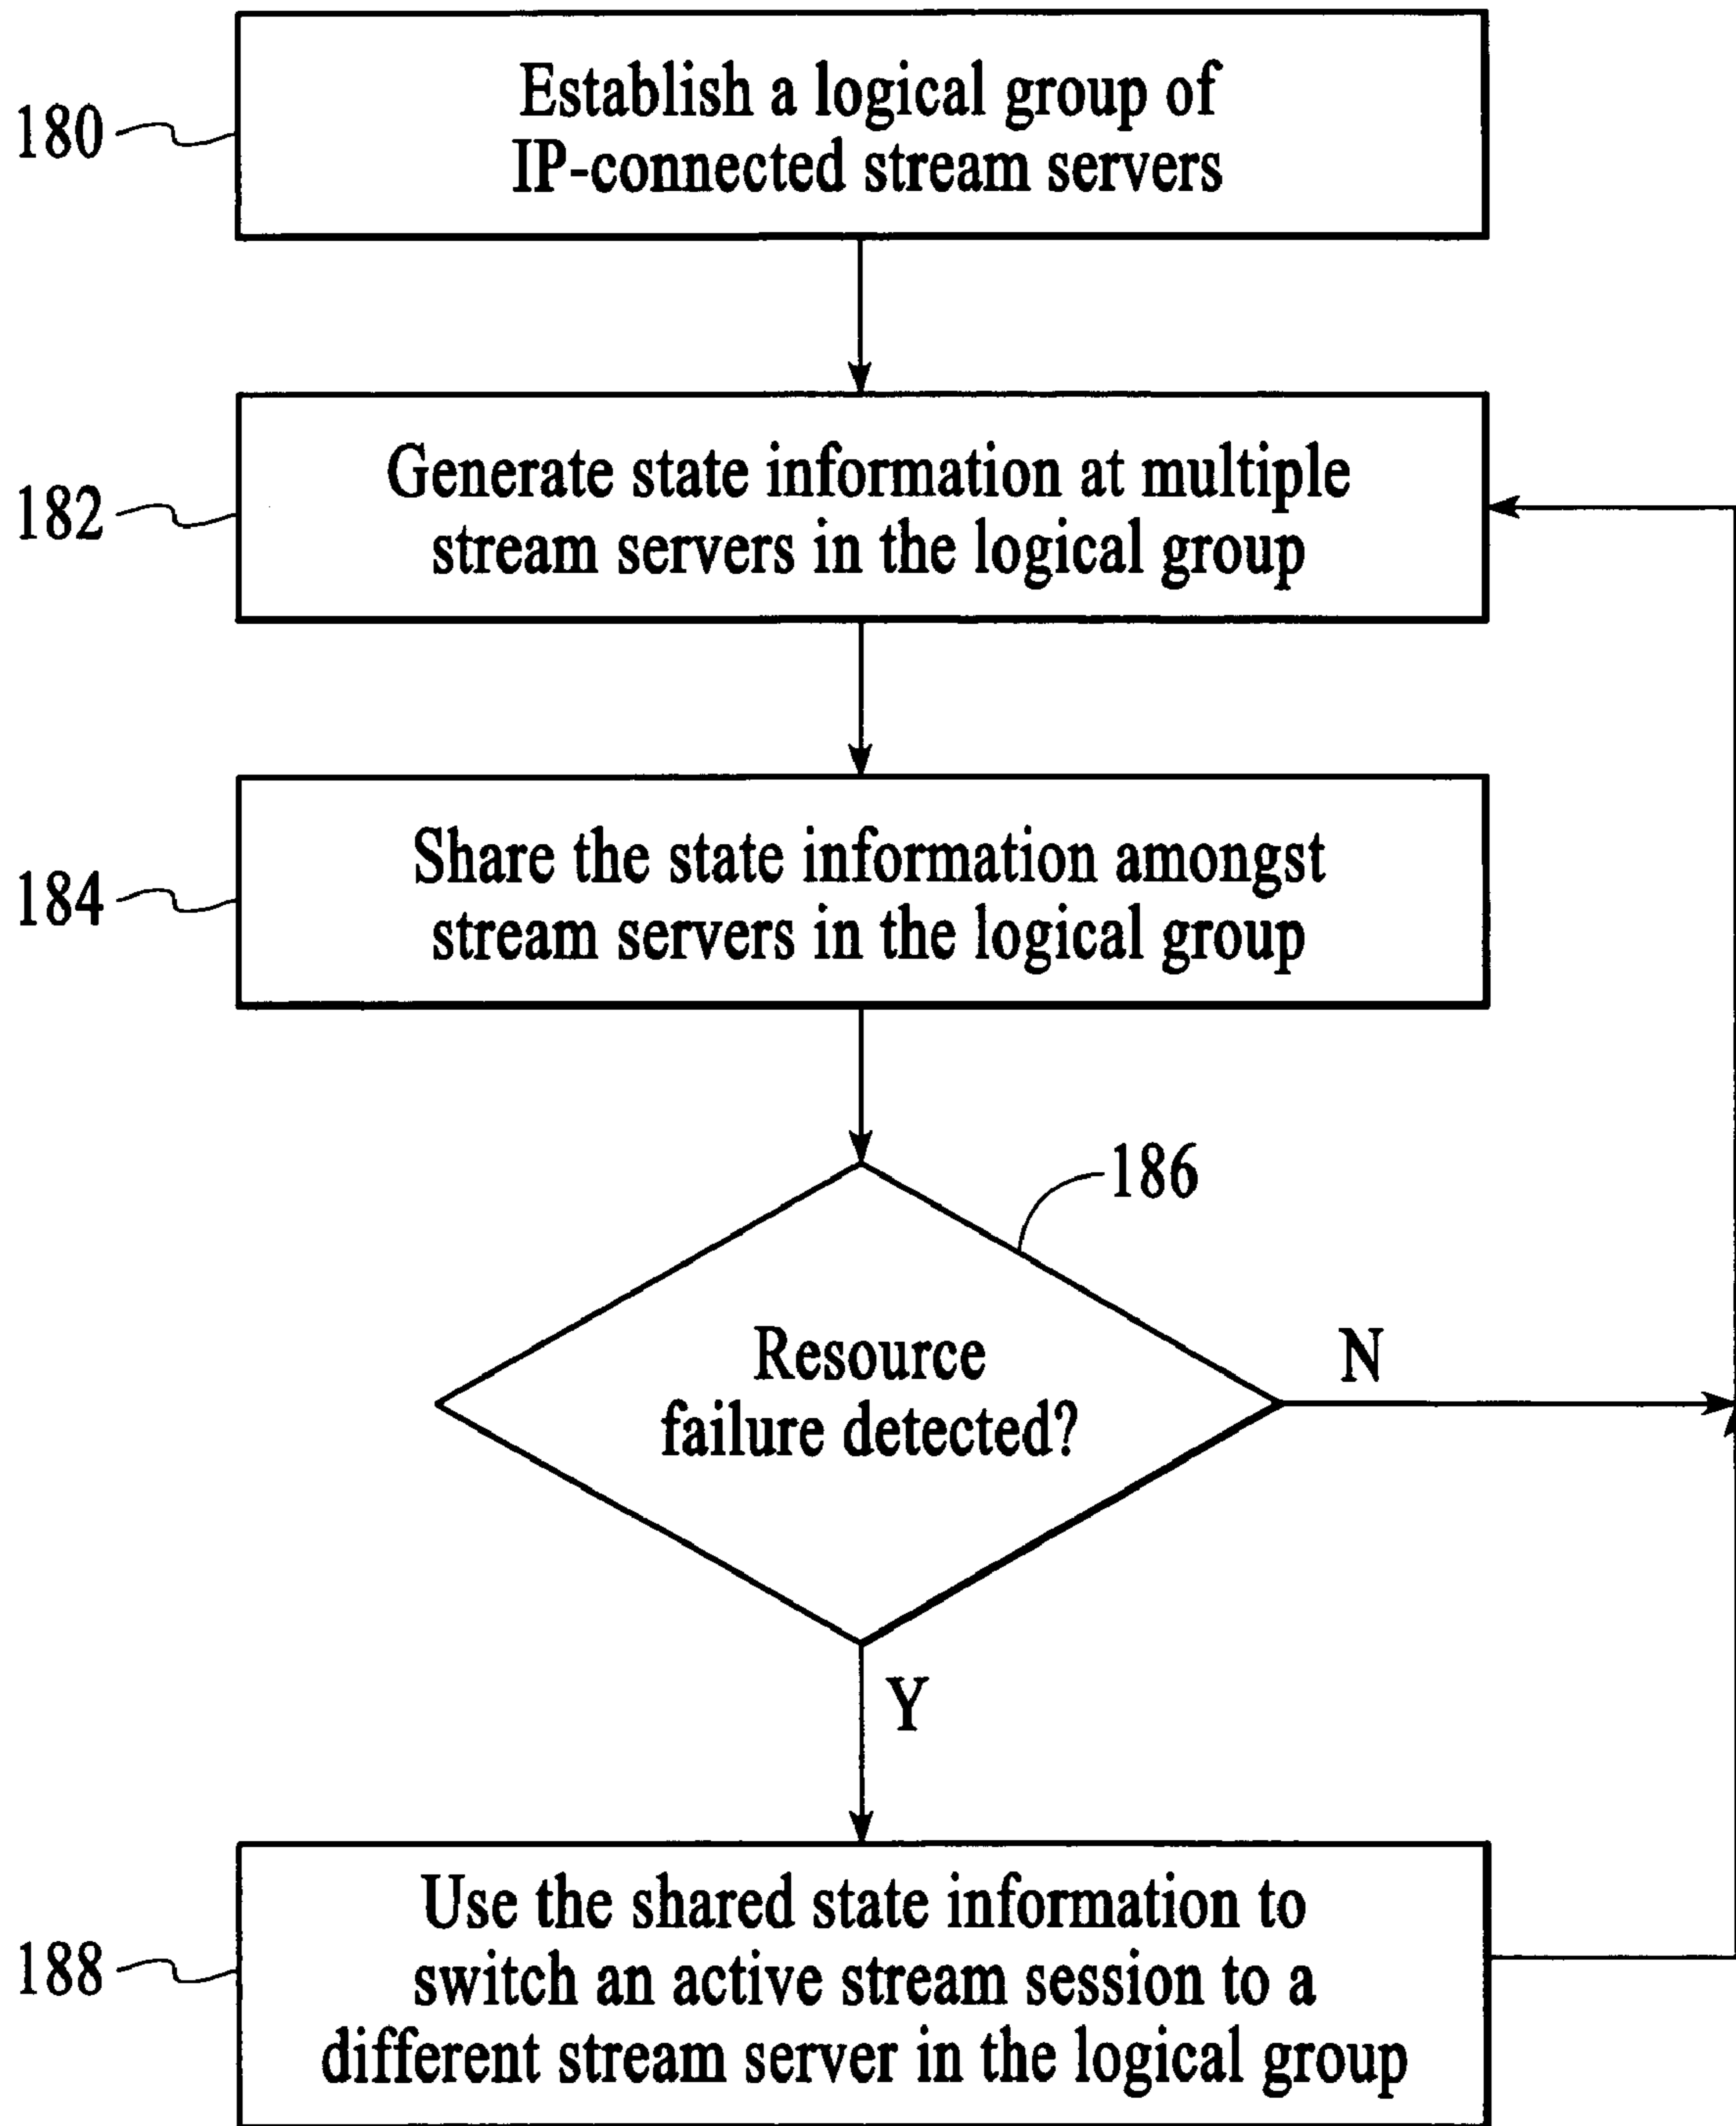 180
Establish a logical group of
IP-connected stream servers
182
Generate state information at multiple
stream servers in the logical group
184
Share the state information amongst
stream servers in the logical group
186
Resource
failure detected?
N
Y
188
Use the shared state information to
switch an active stream session to a
different stream server in the logical group